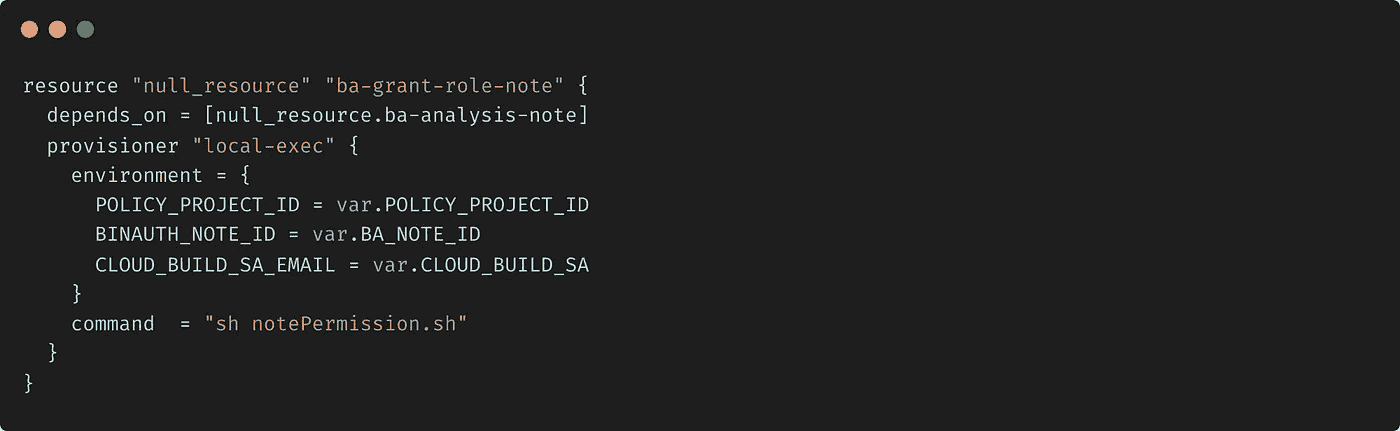 resource "null_resource" "ba-grant-role-note" {
  depends_on = [null_resource.ba-analysis-note]
  provisioner "local-exec" {
    environment = {
      POLICY_PROJECT_ID = var.POLICY_PROJECT_ID
      BINAUTH_NOTE_ID = var.BA_NOTE_ID
      CLOUD_BUILD_SA_EMAIL = var.CLOUD_BUILD_SA
    }
    command  = "sh notePermission.sh"
  }
}